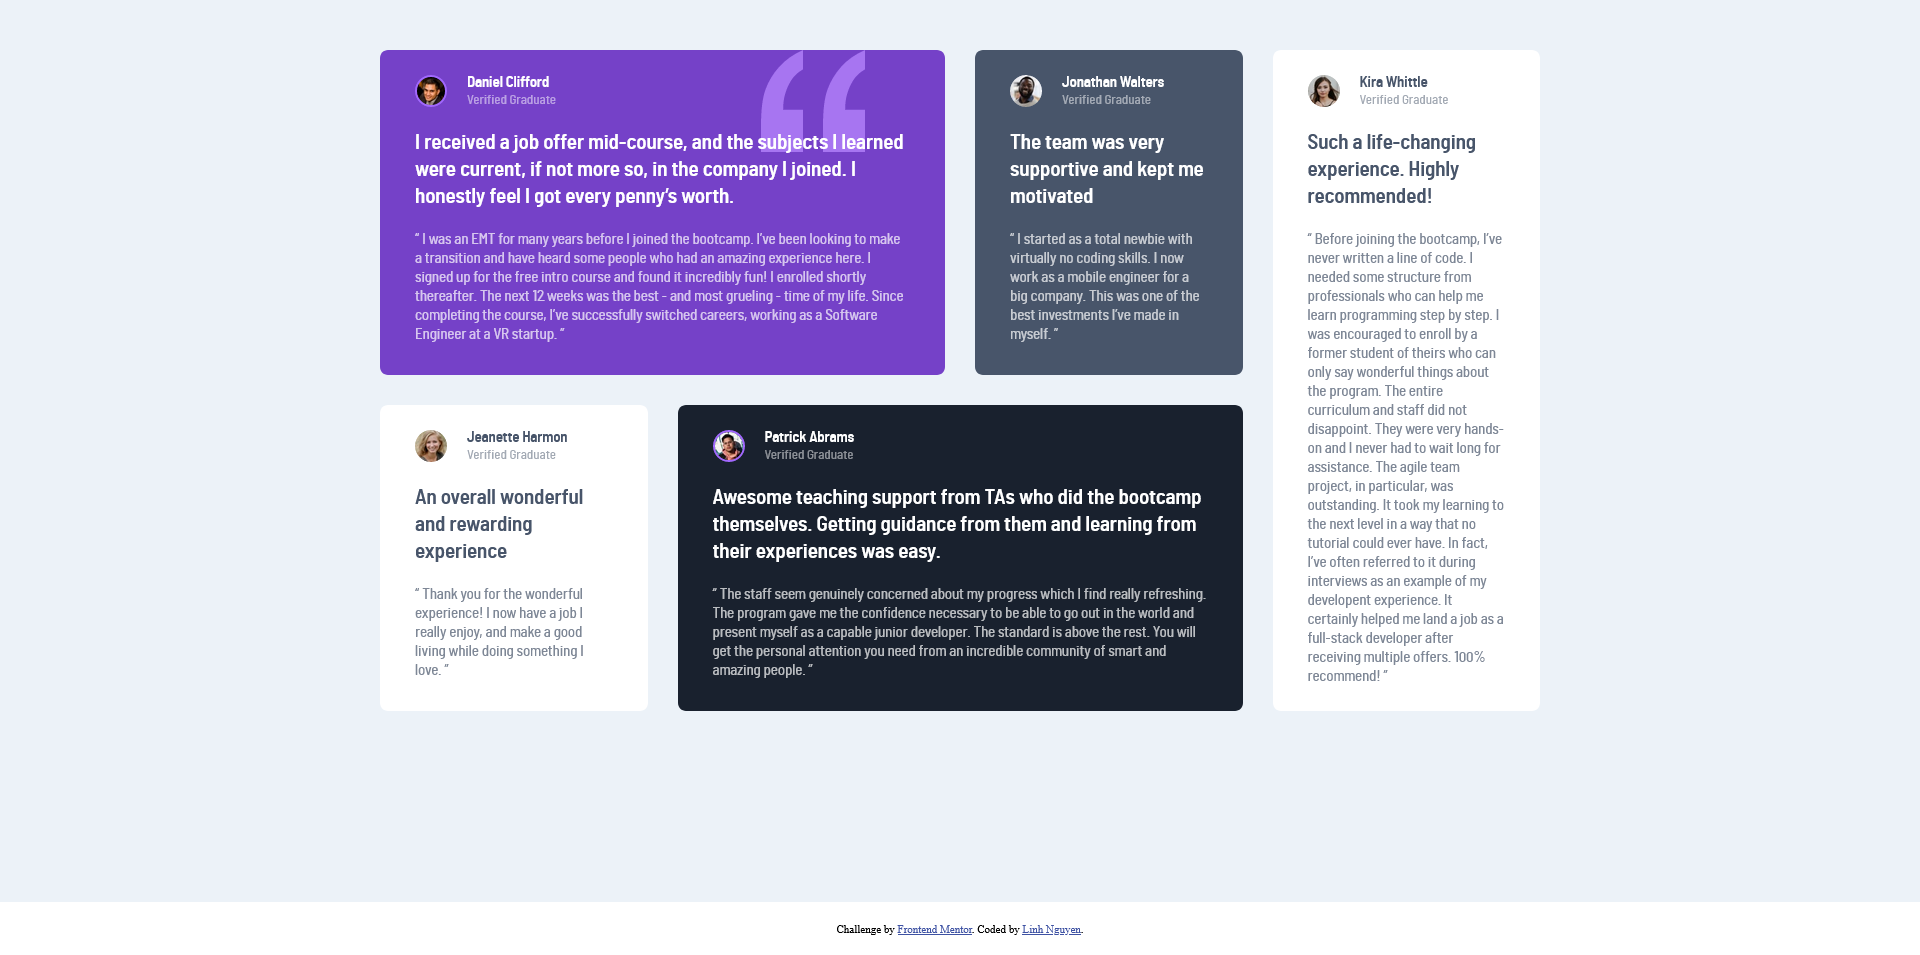 Daniel Clifford
Verified Graduate
I received a job offer mid-course, and the subjects I learned
were current, if not more so, in the company I joined. I
honestly feel I got every penny’s worth.
“ I was an EMT for many years before I joined the bootcamp. I’ve been looking to make
a transition and have heard some people who had an amazing experience here. I
signed up for the free intro course and found it incredibly fun! I enrolled shortly
thereafter. The next 12 weeks was the best - and most grueling - time of my life. Since
completing the course, I’ve successfully switched careers, working as a Software
Engineer at a VR startup. ”
Jonathan Walters
Verified Graduate
The team was very
supportive and kept me
motivated
“ I started as a total newbie with
virtually no coding skills. I now
work as a mobile engineer for a
big company. This was one of the
best investments I’ve made in
myself. ”
Kira Whittle
Verified Graduate
Such a life-changing
experience. Highly
recommended!
“ Before joining the bootcamp, I’ve
never written a line of code. I
needed some structure from
professionals who can help me
learn programming step by step. I
was encouraged to enroll by a
former student of theirs who can
only say wonderful things about
the program. The entire
curriculum and staff did not
disappoint. They were very hands-
on and I never had to wait long for
assistance. The agile team
project, in particular, was
outstanding. It took my learning to
the next level in a way that no
tutorial could ever have. In fact,
I’ve often referred to it during
interviews as an example of my
developent experience. It
certainly helped me land a job as a
full-stack developer after
receiving multiple offers. 100%
recommend! ”
Jeanette Harmon
Verified Graduate
An overall wonderful
and rewarding
experience
“ Thank you for the wonderful
experience! I now have a job I
really enjoy, and make a good
living while doing something I
love. ”
Patrick Abrams
Verified Graduate
Awesome teaching support from TAs who did the bootcamp
themselves. Getting guidance from them and learning from
their experiences was easy.
“ The staff seem genuinely concerned about my progress which I find really refreshing.
The program gave me the confidence necessary to be able to go out in the world and
present myself as a capable junior developer. The standard is above the rest. You will
get the personal attention you need from an incredible community of smart and
amazing people. ”
Challenge by Frontend Mentor. Coded by Linh Nguyen.